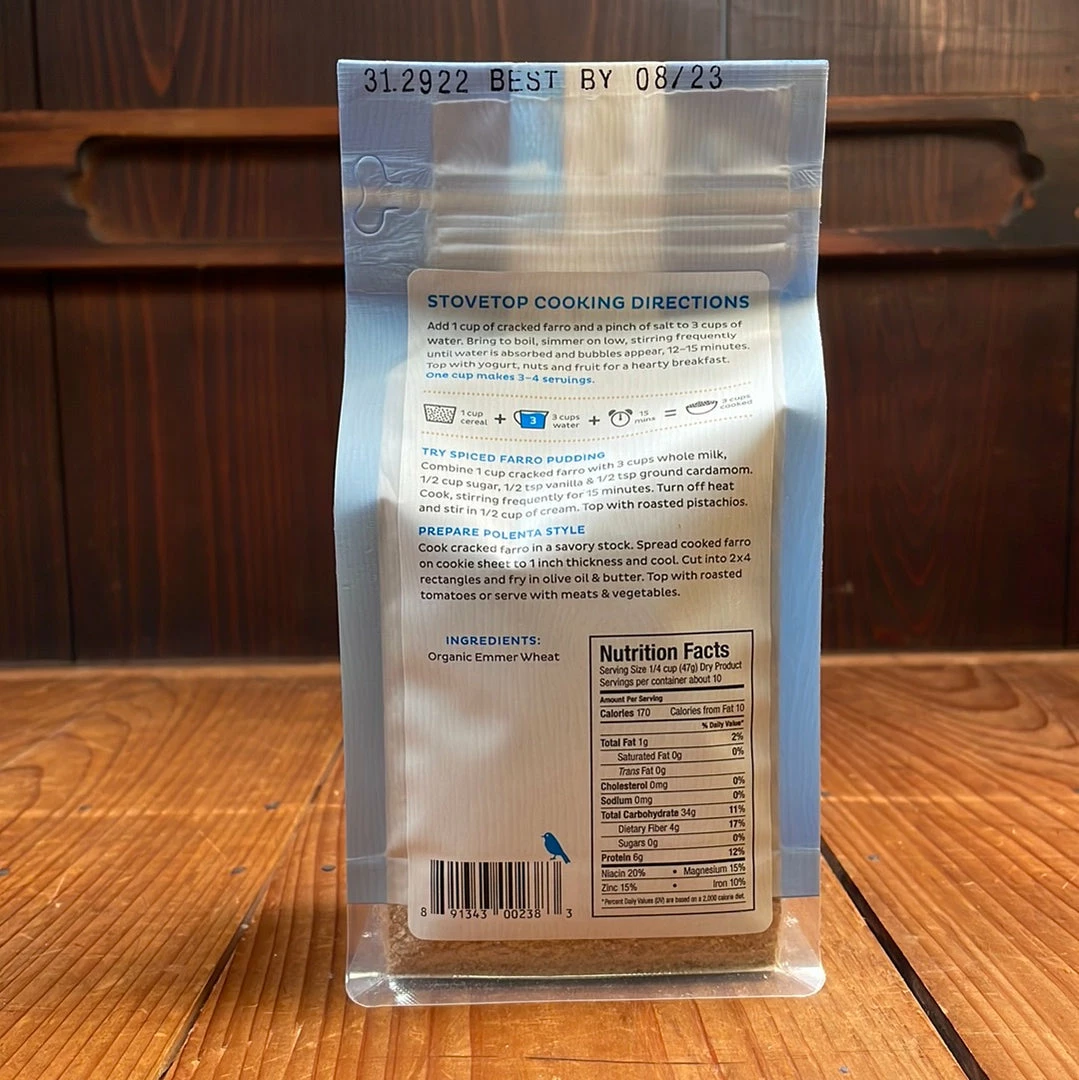 31.2922 BEST BY 08/23
STOVETOP COOKING DIRECTIONS
Add 1 cup of cracked farro and a pinch of salt to 3 cups of
water. Bring to boil, simmer on low, stirring frequently
until water is absorbed and bubbles appear, 12-15 minutes.
Top with yogurt, nuts and fruit for a hearty breakfast.
One cup makes 3-4 servings.
1 cup
cereal
+
3
3 cups
water
+
15
mins
=
3 cups
cooked
TRY SPICED FARRO PUDDING
Combine 1 cup cracked farro with 3 cups whole milk,
1/2 cup sugar, 1/2 tsp vanilla & 1/2 tsp ground cardamom.
Cook, stirring frequently for 15 minutes. Turn off heat
and stir in 1/2 cup of cream. Top with roasted pistachios.
PREPARE POLENTA STYLE
Cook cracked farro in a savory stock. Spread cooked farro
on cookie sheet to 1 inch thickness and cool. Cut into 2x4
rectangles and fry in olive oil & butter. Top with roasted
tomatoes or serve with meats & vegetables.
INGREDIENTS:
Organic Emmer Wheat
Nutrition Facts
Serving Size 1/4 cup (47g) Dry Product
Servings per container about 10
Amount Per Serving
Calories 170 Calories from Fat 10
% Daily Value*
Total Fat 1g 2%
Saturated Fat 0g 0%
Trans Fat 0g
Cholesterol 0mg 0%
Sodium 0mg 0%
Total Carbohydrate 34g 11%
Dietary Fiber 4g 17%
Sugars 0g 0%
Protein 6g 12%
Niacin 20% • Magnesium 15%
Zinc 15% • Iron 10%
*Percent Daily Values (DV) are based on a 2,000 calorie diet.
8 91343 00238 3